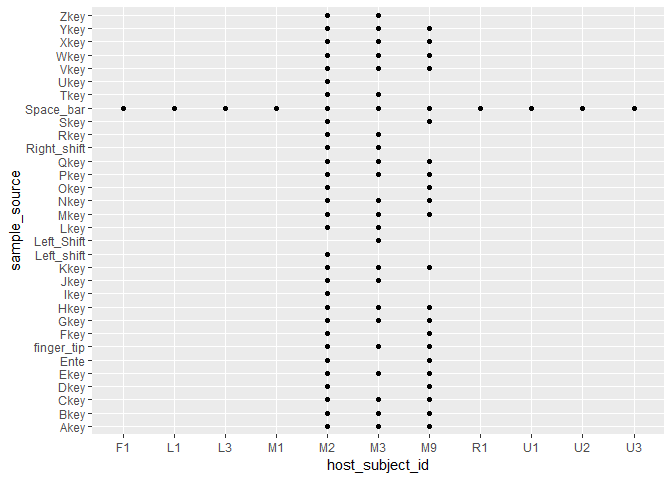 Zkey
Ykey
Xkey
Wkey
Vkey
Ukey
Tkey
Space_bar
Skey
Rkey
Right_shift
Qkey
Pkey
Okey
Nkey
Mkey
Lkey
Left_Shift
Left_shift
Kkey
Jkey
Ikey
Hkey
Gkey
Fkey
finger_tip
Ente
Ekey
Dkey
Ckey
Bkey
Akey
sample_source
F1 L1 L3 M1 M2 M3 M9 R1 U1 U2 U3
host_subject_id